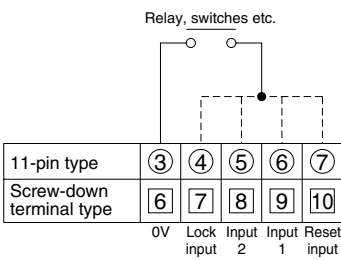 Relay, switches etc.
11-pin type 3 4 5 6 7
Screw-down
terminal type 6 7 8 9 10
0V Lock Input Input Reset
input 2 1 input